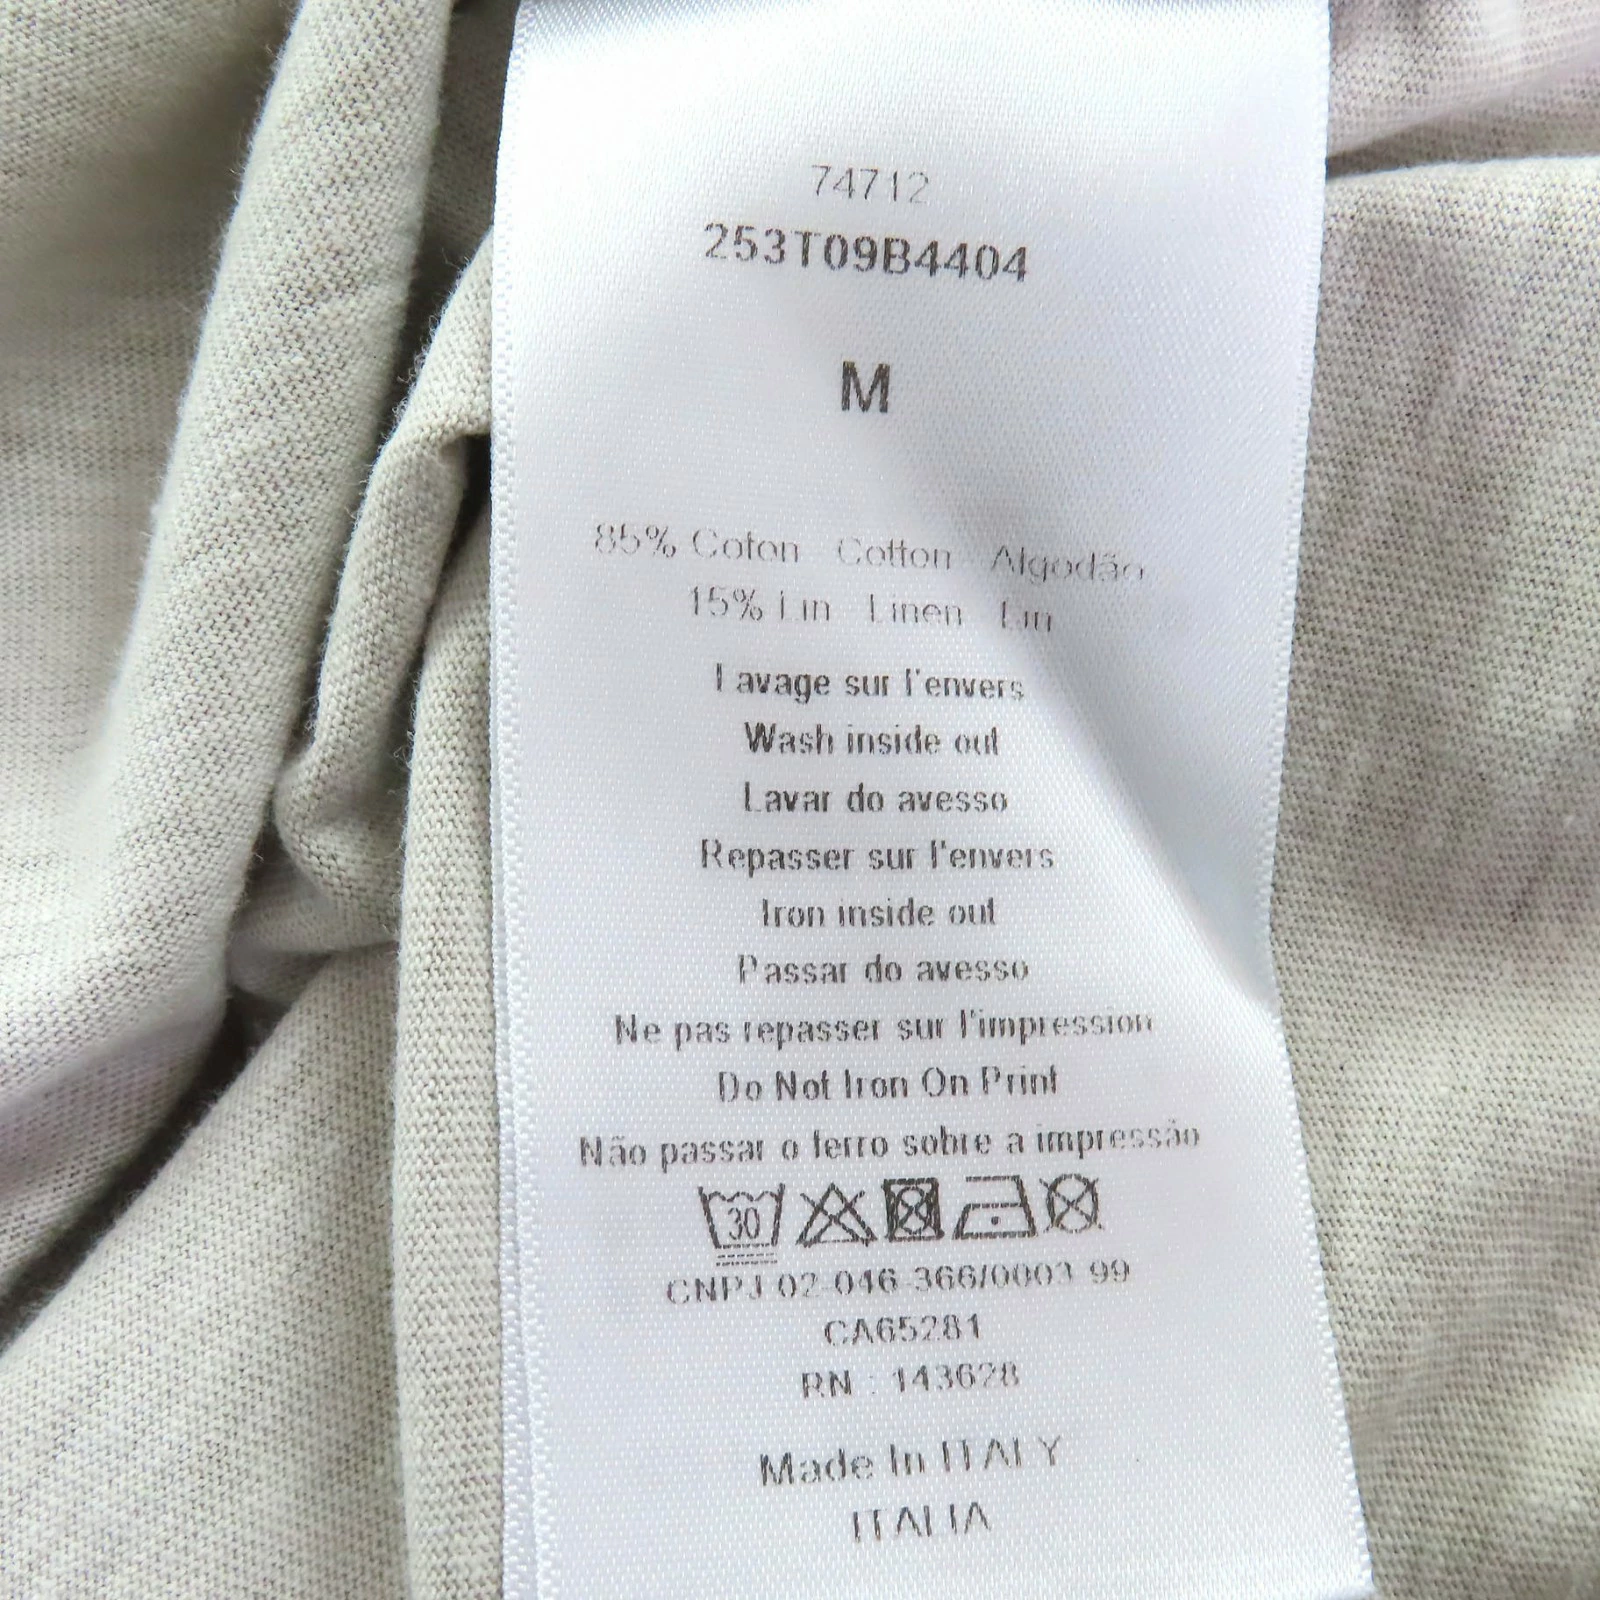 74712
253T09B4404
M
85% Coton Cotton Algodão
15% Lin Linen Lin
Lavage sur l'envers
Wash inside out
Lavar do avesso
Repasser sur l'envers
Iron inside out
Passar do avesso
Ne pas repasser sur l'impression
Do Not Iron On Print
Não passar o ferro sobre a impressão
30
CNPJ 02 046 366/0003 99
CA65281
RN : 143628
Made In ITALY
ITALIA